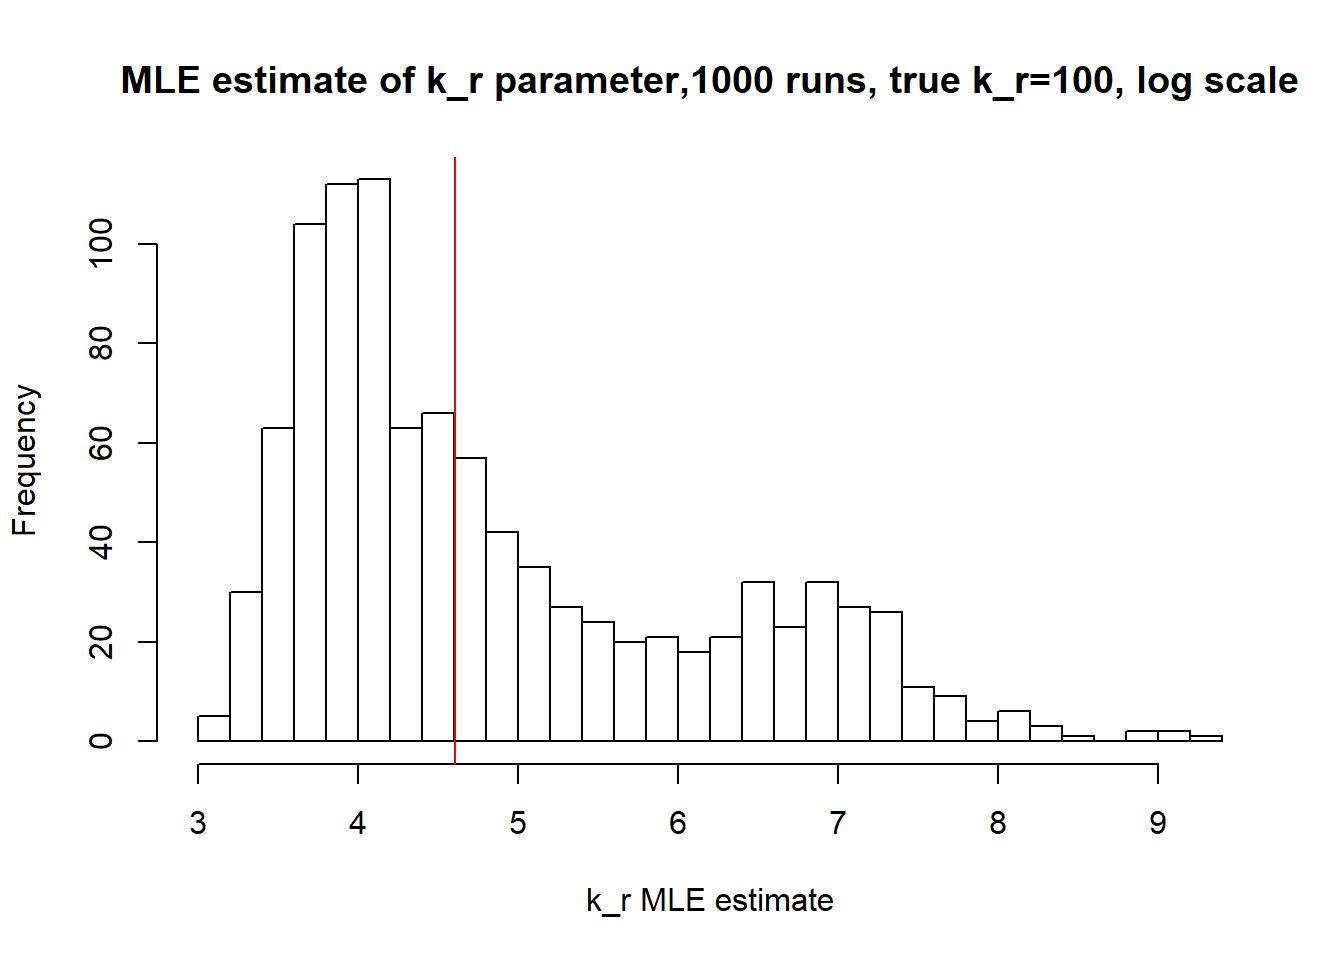 MLE estimate of k_r parameter,1000 runs, true k_r=100, log scale
Frequency
100
80
60
40
20
0
3 4 5 6 7 8 9
k_r MLE estimate